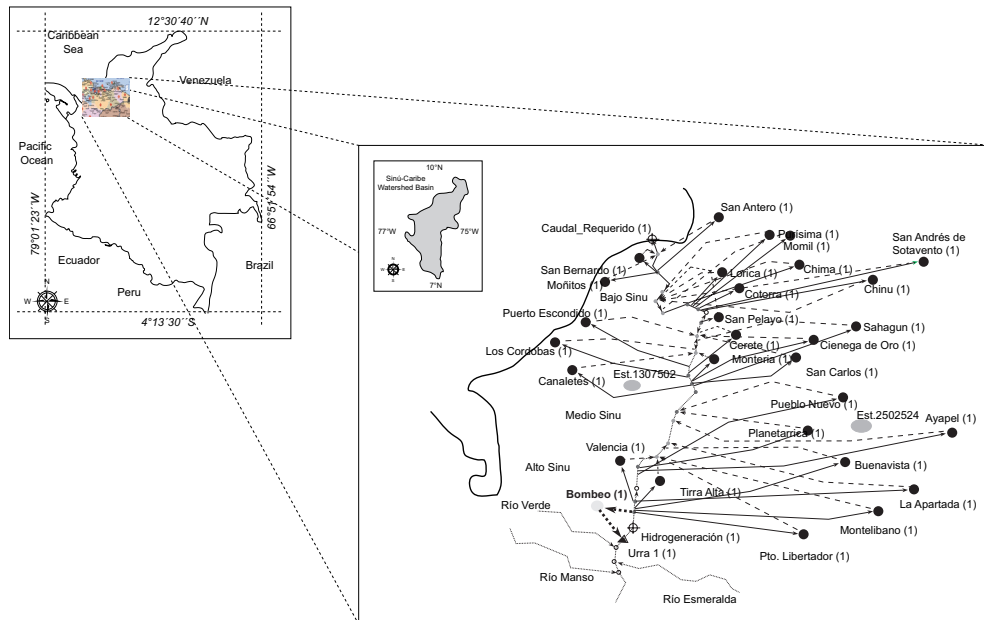 12°30´40´´N
Caribbean
Sea
Venezuela
Pacific
Ocean
79°01´23´´W
66°51´54´´W
Ecuador
Brazil
Peru
N
W
E
S
4°13´30´´S
10°N
Sinú-Caribe
Watershed Basin
77°W
75°W
N
W
E
S
7°N
San Antero (1)
Caudal_Requerido (1)
Purisima (1)
Momil (1)
San Andrés de
Sotavento (1)
San Bernardo (1)
Moñitos (1)
Lorica (1)
Chima (1)
Chinu (1)
Bajo Sinu
Cotorra (1)
Puerto Escondido (1)
San Pelayo (1)
Sahagun (1)
Los Cordobas (1)
Cerete (1)
Cienega de Oro (1)
Monteria (1)
San Carlos (1)
Canaletes (1)
Est.1307502
Pueblo Nuevo (1)
Medio Sinu
Est.2502524
Ayapel (1)
Planetarrica (1)
Valencia (1)
Alto Sinu
Buenavista (1)
Bombeo (1)
Tirra Alta (1)
La Apartada (1)
Río Verde
Montelibano (1)
Hidrogeneración (1)
Urra 1 (1)
Pto. Libertador (1)
Río Manso
Río Esmeralda